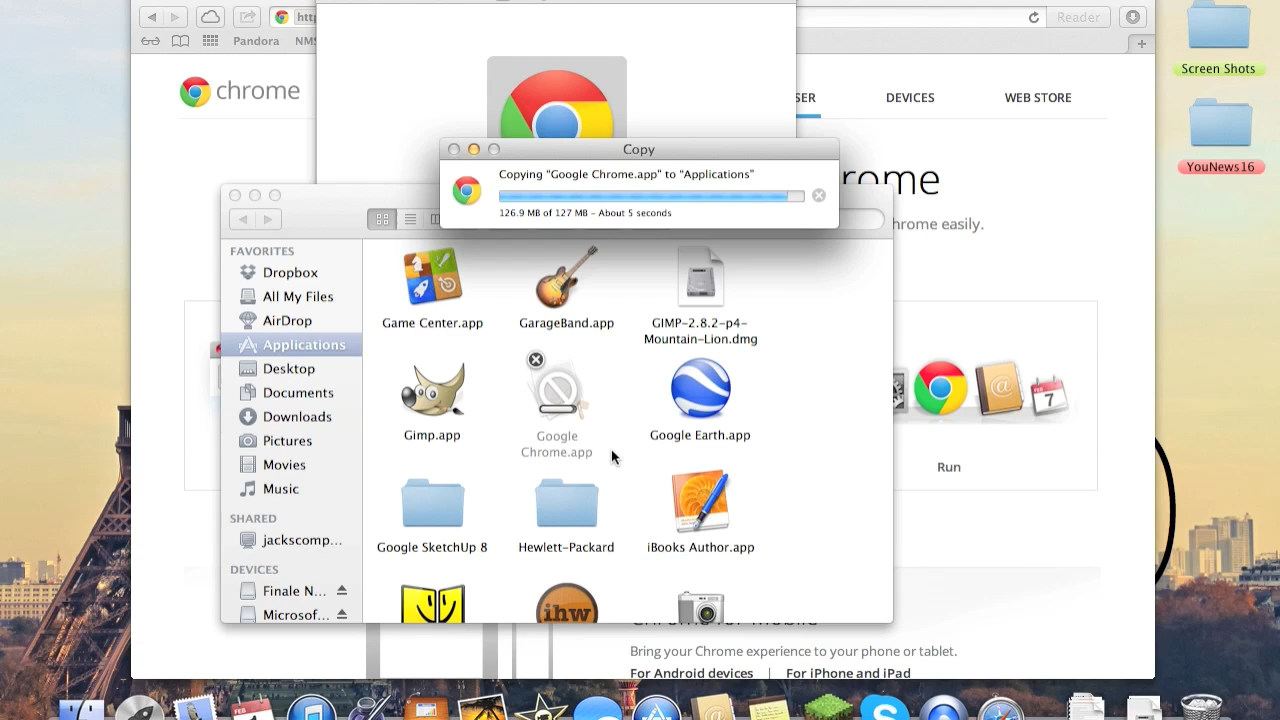 Reader
Pandora
chrome
DEVICES
WEB STORE
Screen Shots
YouNews16
Copy
Copying "Google Chrome.app" to "Applications"
126.9 MB of 127 MB – About 5 seconds
hrome easily.
FAVORITES
Dropbox
All My Files
AirDrop
Applications
Desktop
Documents
Downloads
Pictures
Movies
Music
SHARED
jackscomp...
DEVICES
Finale N...
Microsof...
Game Center.app
GarageBand.app
GIMP-2.8.2-p4-
Mountain-Lion.dmg
Gimp.app
Google
Chrome.app
Google Earth.app
Google SketchUp 8
Hewlett-Packard
iBooks Author.app
ihw
7
Run
Bring your Chrome experience to your phone or tablet.
For Android devices | For iPhone and iPad